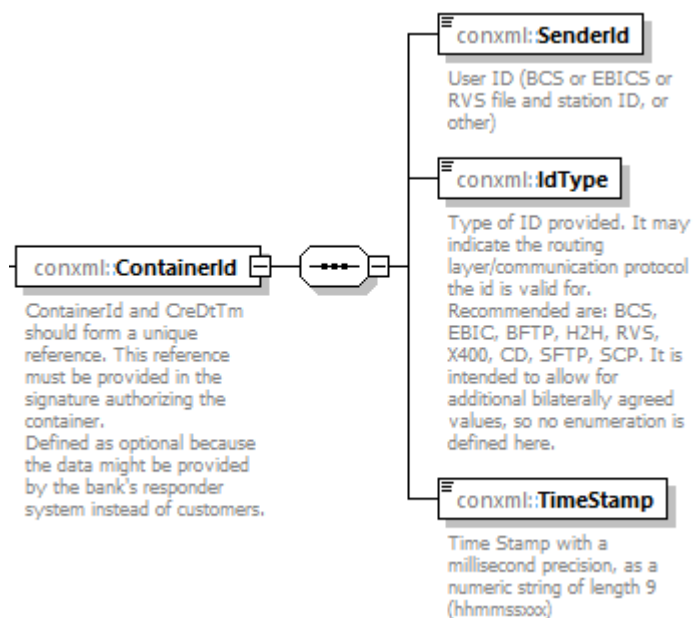 conxml::SenderId
User ID (BCS or EBICS or
RVS file and station ID, or
other)
conxml::IdType
Type of ID provided. It may
indicate the routing
layer/communication protocol
the id is valid for.
Recommended are: BCS,
EBIC, BFTP, H2H, RVS,
X400, CD, SFTP, SCP. It is
intended to allow for
additional bilaterally agreed
values, so no enumeration is
defined here.
conxml::ContainerId
ContainerId and CreDtTm
should form a unique
reference. This reference
must be provided in the
signature authorizing the
container.
Defined as optional because
the data might be provided
by the bank's responder
system instead of customers.
conxml::TimeStamp
Time Stamp with a
millisecond precision, as a
numeric string of length 9
(hhmmssxxx)